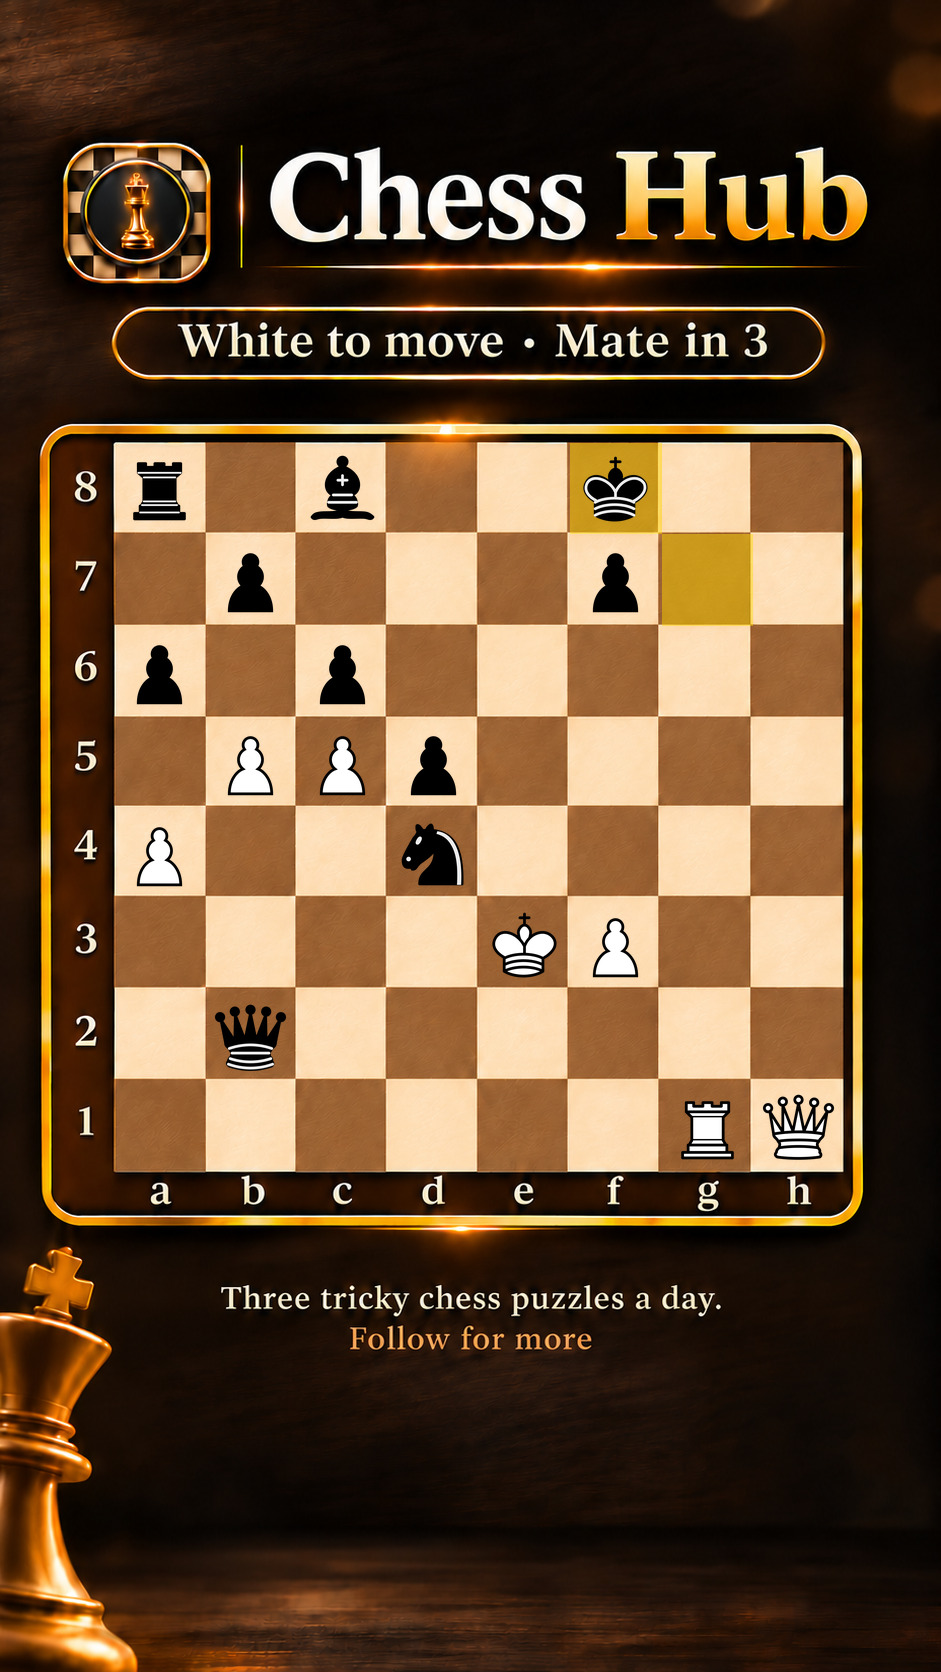 Chess Hub
White to move • Mate in 3
8
7
6
5
4
3
2
1
a b c d e f g h
Three tricky chess puzzles a day.
Follow for more